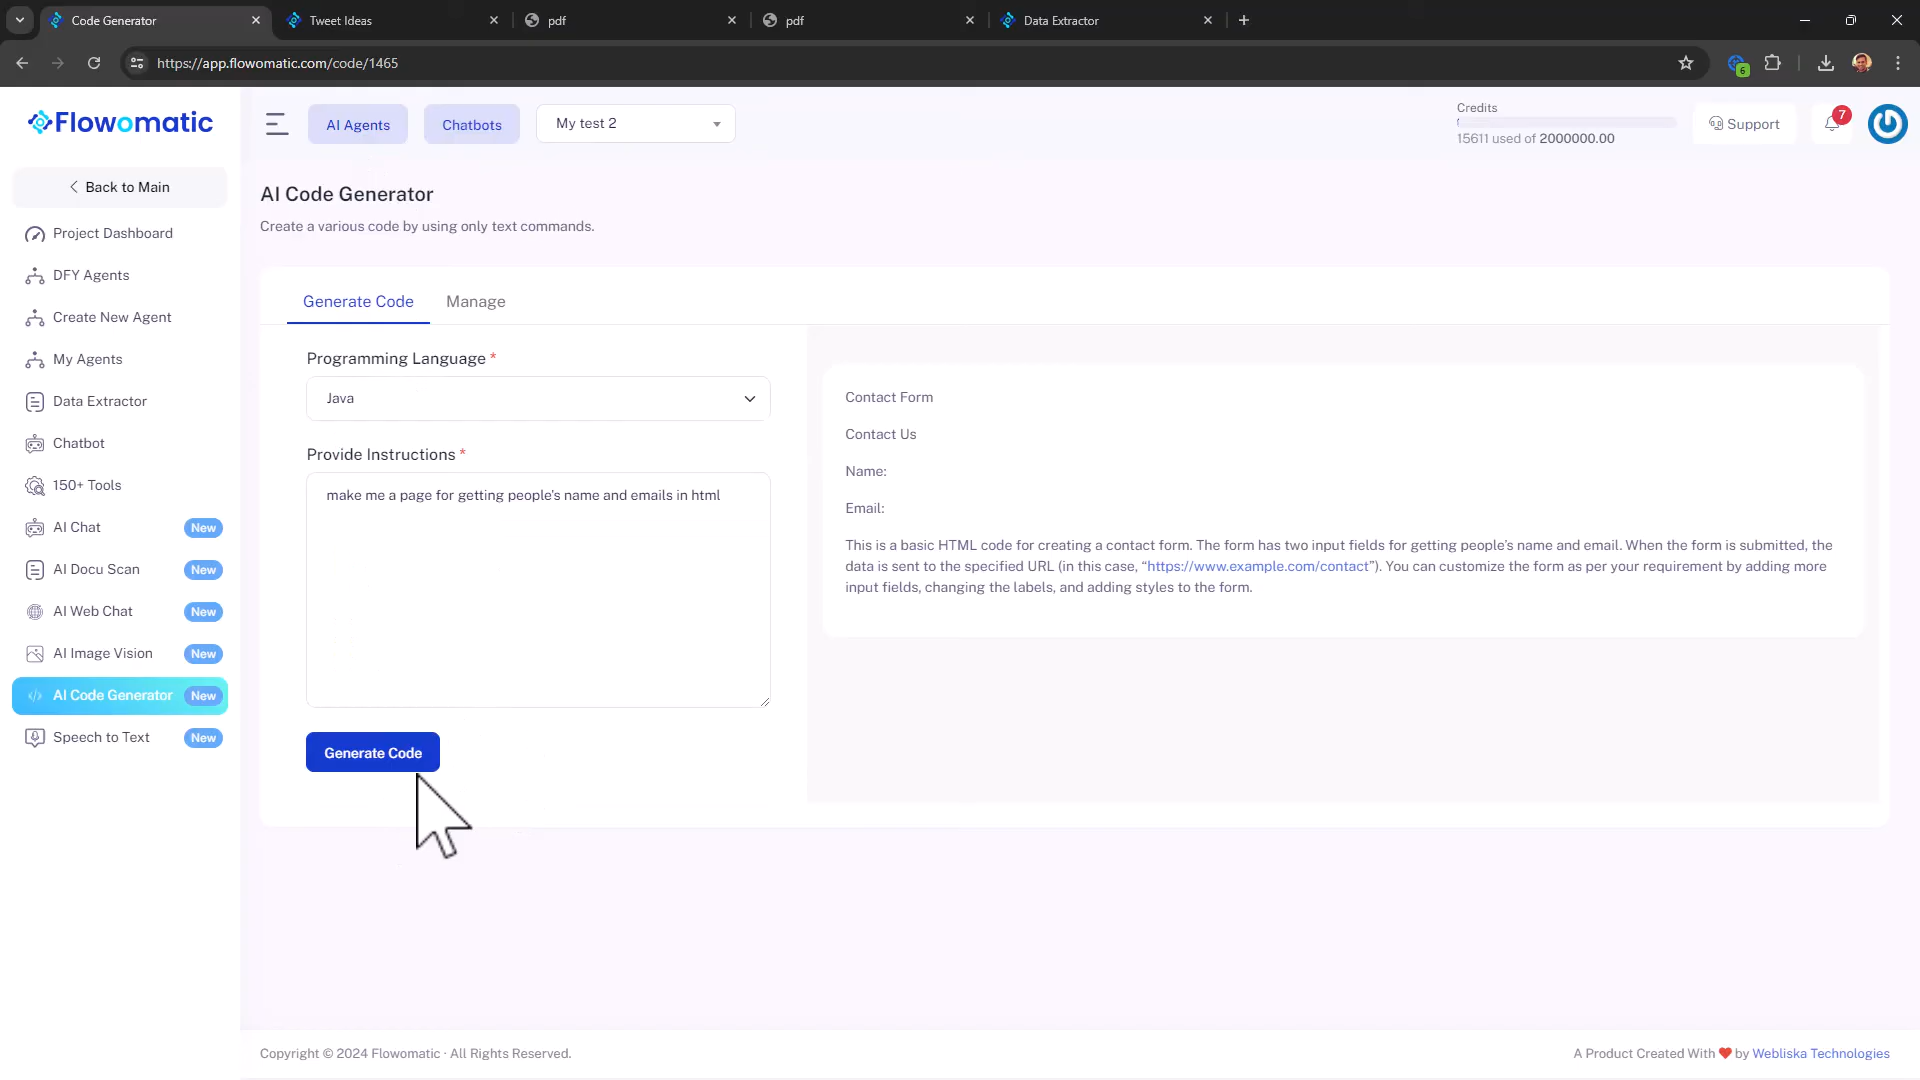 Code Generator
Tweet Ideas
pdf
pdf
Data Extractor
https://app.flowomatic.com/code/1465
6
Flowomatic
AI Agents
Chatbots
My test 2
Credits
15611 used of 2000000.00
Support
7
Back to Main
Project Dashboard
DFY Agents
Create New Agent
My Agents
Data Extractor
Chatbot
150+ Tools
AI Chat New
AI Docu Scan New
AI Web Chat New
AI Image Vision New
AI Code Generator New
Speech to Text New
AI Code Generator
Create a various code by using only text commands.
Generate Code
Manage
Programming Language *
Java
Provide Instructions *
make me a page for getting people's name and emails in html
Generate Code
Contact Form
Contact Us
Name:
Email:
This is a basic HTML code for creating a contact form. The form has two input fields for getting people’s name and email. When the form is submitted, the
data is sent to the specified URL (in this case, “https://www.example.com/contact”). You can customize the form as per your requirement by adding more
input fields, changing the labels, and adding styles to the form.
Copyright © 2024 Flowomatic · All Rights Reserved.
A Product Created With ❤ by Webliska Technologies